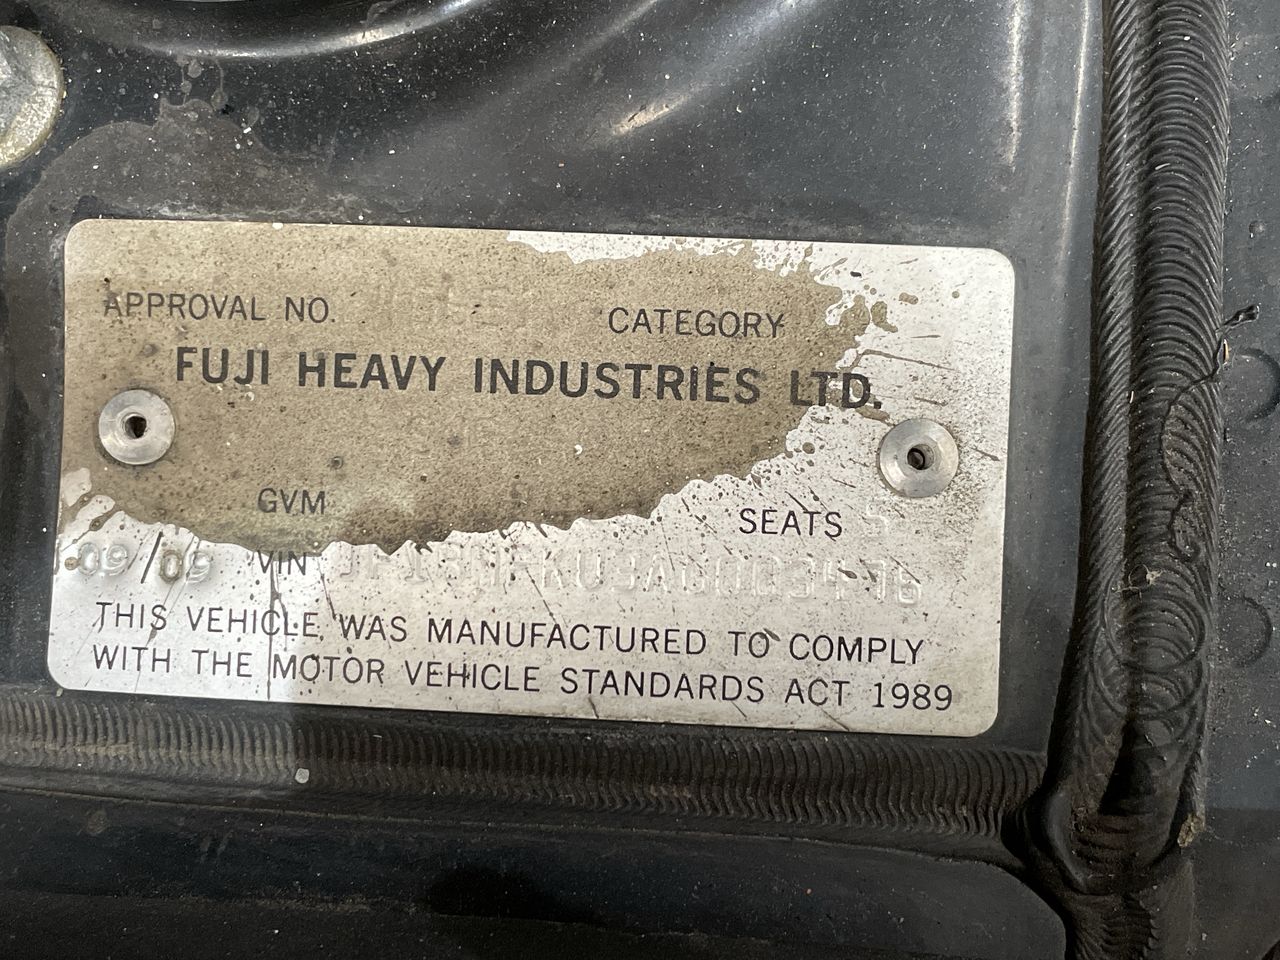 APPROVAL NO. CATEGORY
FUJI HEAVY INDUSTRIES LTD.
GVM SEATS 5
09/09 VIN
THIS VEHICLE WAS MANUFACTURED TO COMPLY
WITH THE MOTOR VEHICLE STANDARDS ACT 1989